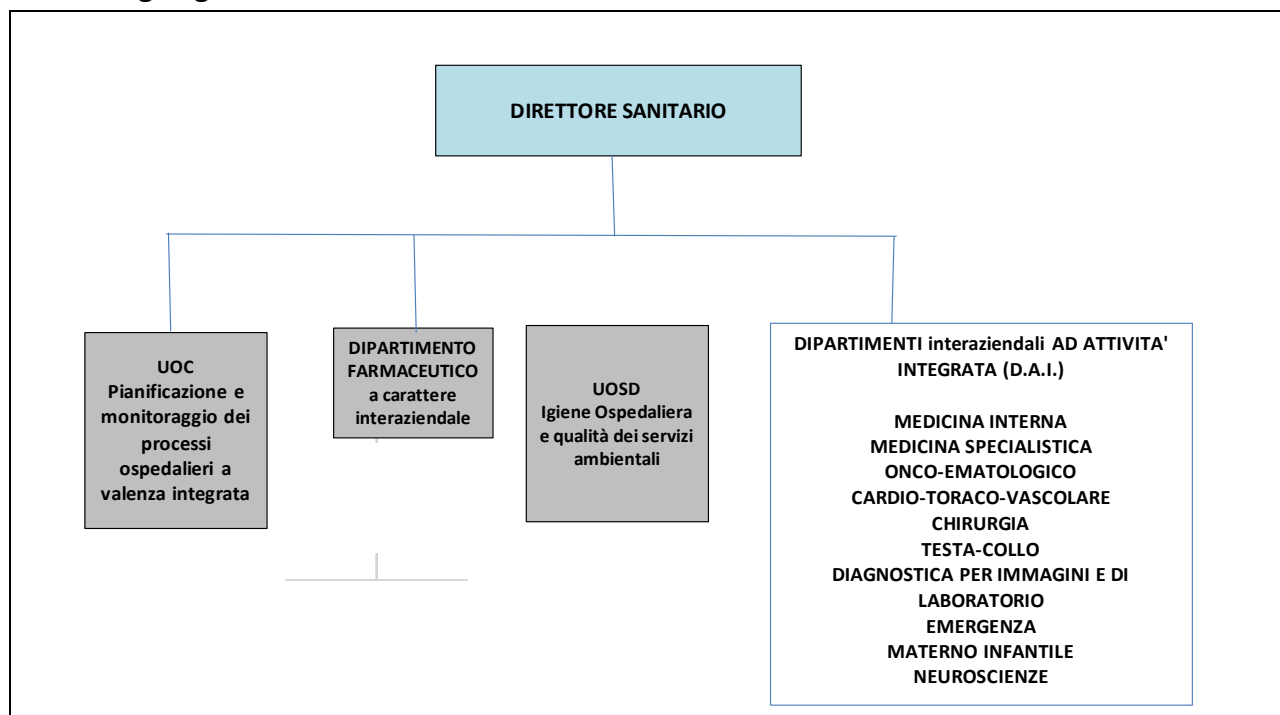 DIRETTORE SANITARIO
UOC
Pianificazione e
monitoraggio dei
processi
ospedalieri a
valenza integrata
DIPARTIMENTO
FARMACEUTICO
a carattere
interaziendale
UOSD
Igiene Ospedaliera
e qualità dei servizi
ambientali
DIPARTIMENTI interaziendali AD ATTIVITA'
INTEGRATA (D.A.I.)
MEDICINA INTERNA
MEDICINA SPECIALISTICA
ONCO-EMATOLOGICO
CARDIO-TORACO-VASCOLARE
CHIRURGIA
TESTA-COLLO
DIAGNOSTICA PER IMMAGINI E DI
LABORATORIO
EMERGENZA
MATERNO INFANTILE
NEUROSCIENZE